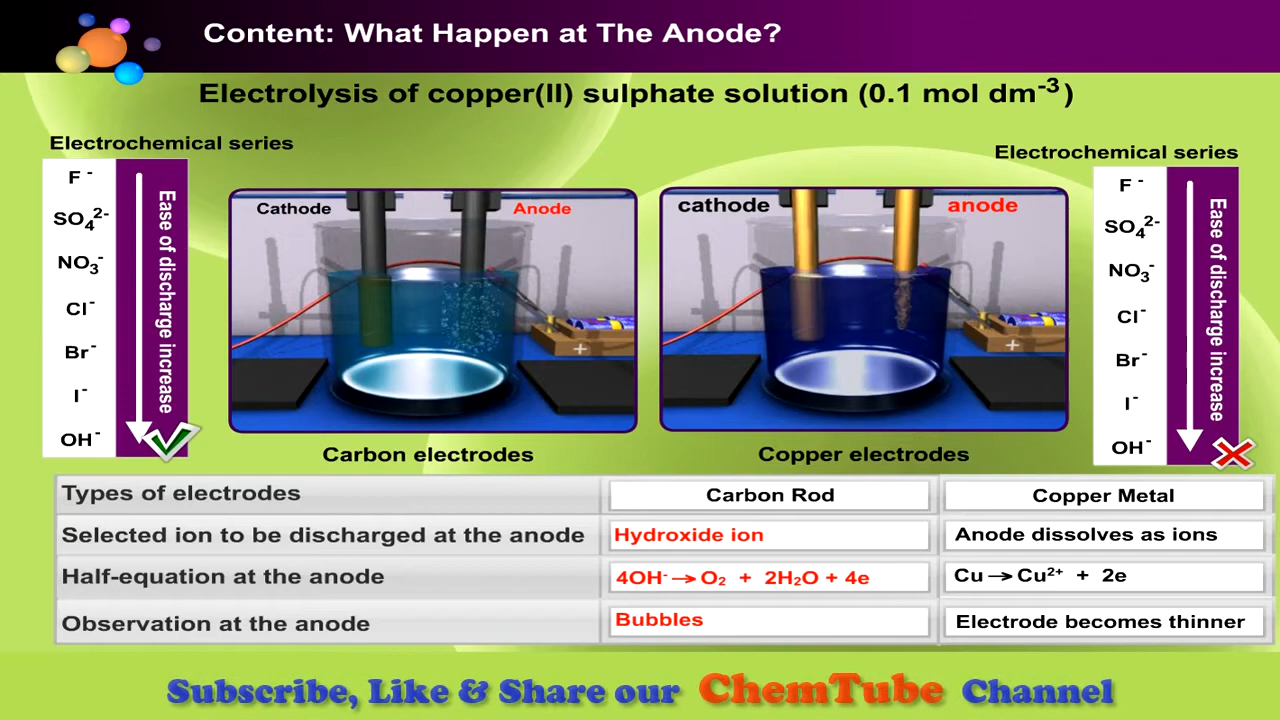 Content: What Happen at The Anode?
Electrolysis of copper(II) sulphate solution (0.1 mol dm⁻³)
Electrochemical series
F⁻
SO₄²⁻
NO₃⁻
Cl⁻
Br⁻
I⁻
OH⁻
Ease of discharge increase
Cathode
Anode
+
Carbon electrodes
cathode
anode
+
Copper electrodes
Electrochemical series
F⁻
SO₄²⁻
NO₃⁻
Cl⁻
Br⁻
I⁻
OH⁻
Ease of discharge increase
Types of electrodes Carbon Rod Copper Metal
Selected ion to be discharged at the anode Hydroxide ion Anode dissolves as ions
Half-equation at the anode 4OH⁻ → O₂ + 2H₂O + 4e Cu → Cu²⁺ + 2e
Observation at the anode Bubbles Electrode becomes thinner
Subscribe, Like & Share our ChemTube Channel